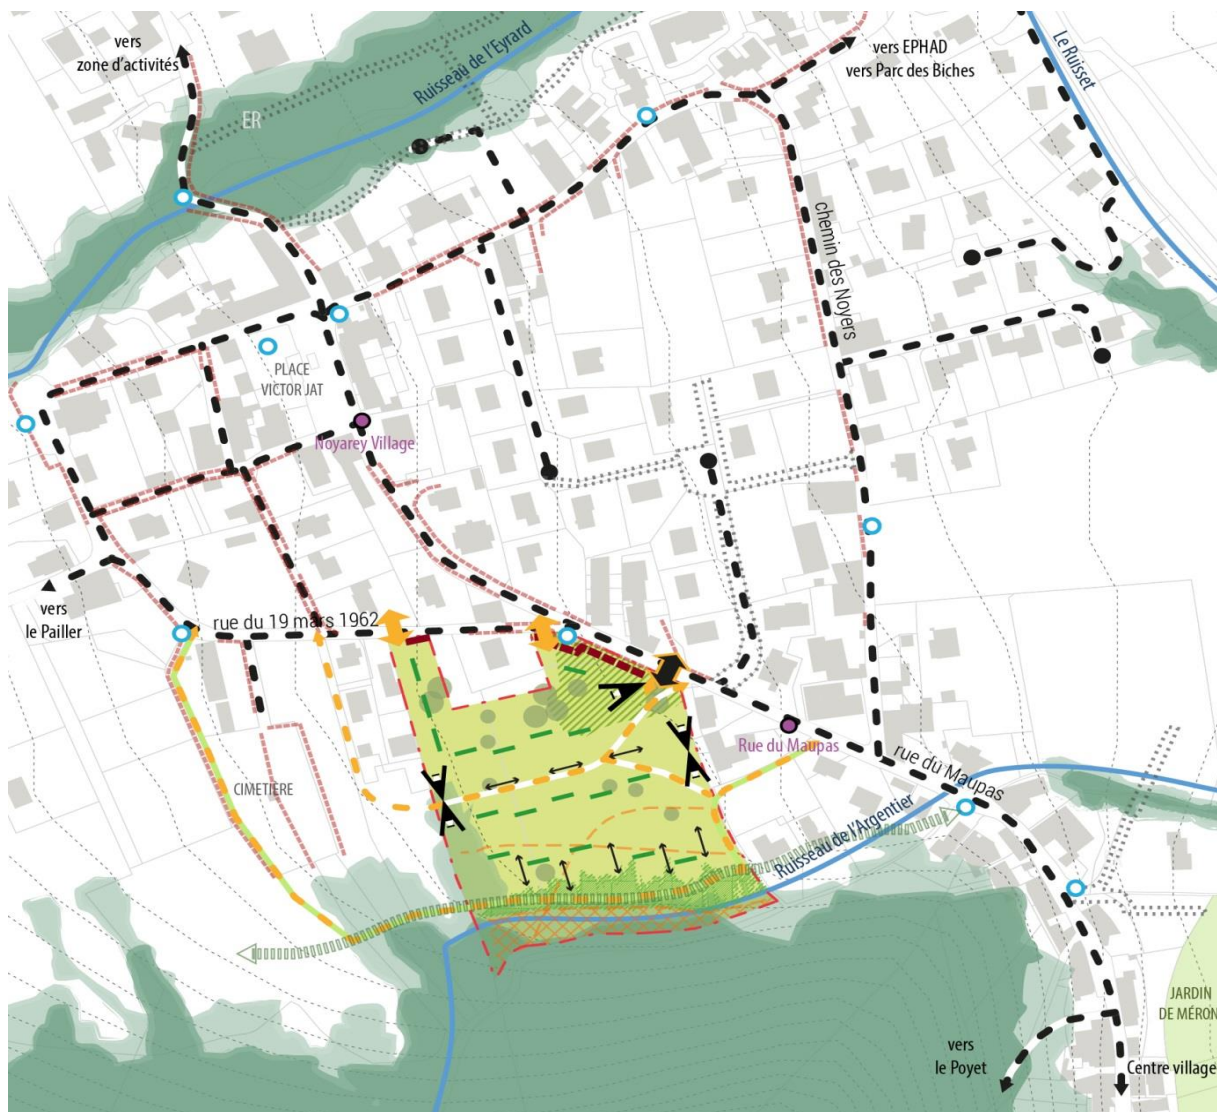 vers
zone d'activités
Ruisseau de l'Eyrard
vers EPHAD
vers Parc des Biches
Le Ruisset
ER
chemin des Noyers
PLACE
VICTOR JAT
Noyarey Village
vers
le Pailler
rue du 19 mars 1962
Rue du Maupas
rue du Maupas
CIMETIÈRE
Ruisseau de l'Argentier
JARDIN
DE MÉRON
vers
le Poyet
Centre village